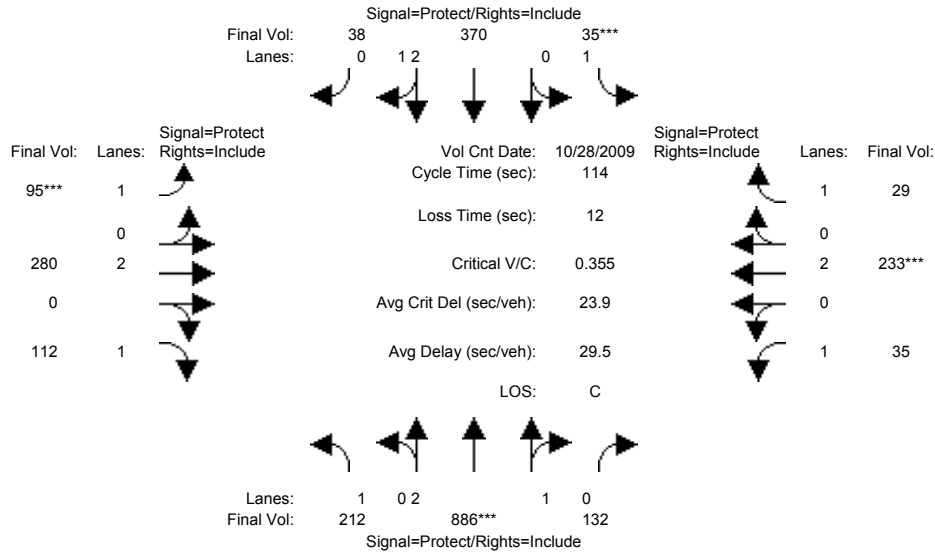 Signal=Protect/Rights=Include
Final Vol: 38 370 35***
Lanes: 0 1 2 0 1
Signal=Protect
Final Vol: Lanes: Rights=Include
Vol Cnt Date: 10/28/2009
Signal=Protect
Rights=Include Lanes: Final Vol:
Cycle Time (sec): 114
95*** 1
1 29
Loss Time (sec): 12
0
0
280 2
Critical V/C: 0.355
2 233***
0
Avg Crit Del (sec/veh): 23.9
0
112 1
Avg Delay (sec/veh): 29.5
1 35
LOS: C
Lanes: 1 0 2 1 0
Final Vol: 212 886*** 132
Signal=Protect/Rights=Include